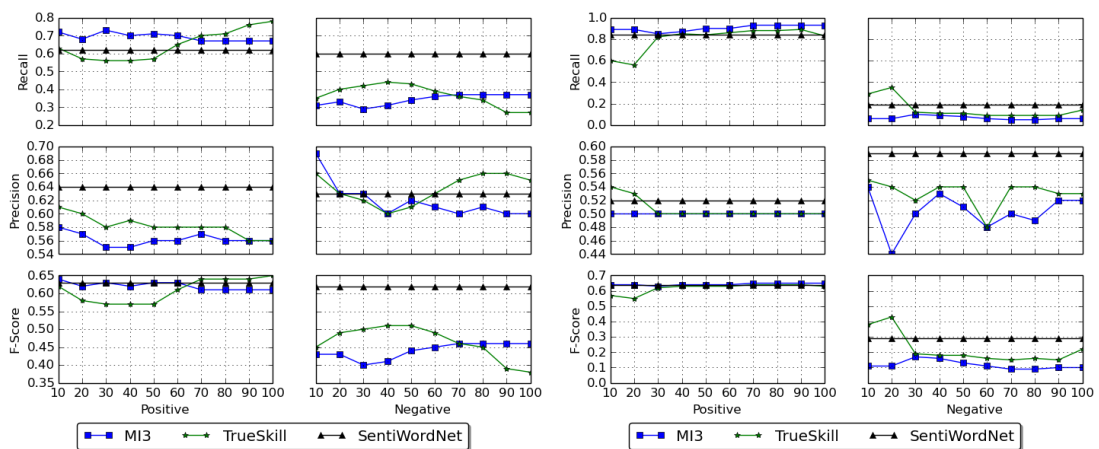 0.8
0.7
0.6
0.5
0.4
0.3
0.2
Recall
1.0
0.8
0.6
0.4
0.2
0.0
Recall
0.70
0.68
0.66
0.64
0.62
0.60
0.58
0.56
0.54
Precision
0.60
0.58
0.56
0.54
0.52
0.50
0.48
0.46
0.44
Precision
0.65
0.60
0.55
0.50
0.45
0.40
0.35
F-Score
10 20 30 40 50 60 70 80 90 100
Positive
10 20 30 40 50 60 70 80 90 100
Negative
0.7
0.6
0.5
0.4
0.3
0.2
0.1
0.0
F-Score
10 20 30 40 50 60 70 80 90 100
Positive
10 20 30 40 50 60 70 80 90 100
Negative
MI3 TrueSkill SentiWordNet
MI3 TrueSkill SentiWordNet